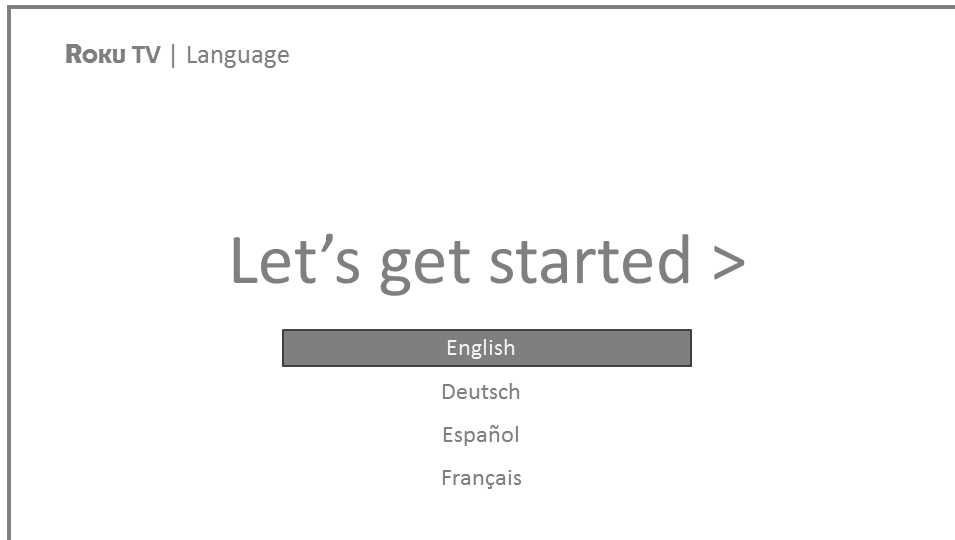 Roku TV | Language
Let’s get started >
English
Deutsch
Español
Français